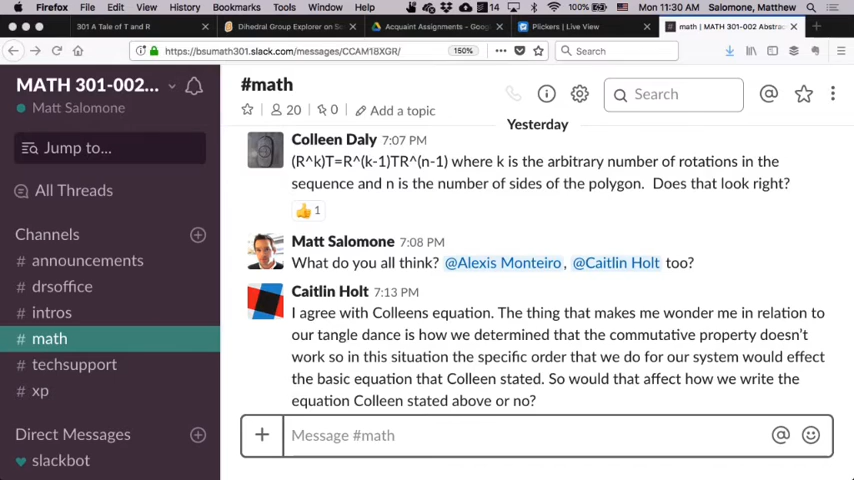 Firefox File Edit View History Bookmarks Tools Window Help 14 100% Mon 11:30 AM Salomone, Matthew
301 A Tale of T and R
Dihedral Group Explorer on Sc
Acquaint Assignments – Goog
Plickers | Live View
math | MATH 301-002 Abstrac
https://bsumath301.slack.com/messages/CCAM18XGR/
150%
Search
MATH 301-002...
Matt Salomone
Jump to...
All Threads
Channels
# announcements
# drsoffice
# intros
# math
# techsupport
# xp
Direct Messages
slackbot
#math
20
0
Add a topic
Search
Yesterday
Colleen Daly 7:07 PM
(R^k)T=R^(k-1)TR^(n-1) where k is the arbitrary number of rotations in the
sequence and n is the number of sides of the polygon. Does that look right?
1
Matt Salomone 7:08 PM
What do you all think? @Alexis Monteiro, @Caitlin Holt too?
Caitlin Holt 7:13 PM
I agree with Colleens equation. The thing that makes me wonder me in relation to
our tangle dance is how we determined that the commutative property doesn't
work so in this situation the specific order that we do for our system would effect
the basic equation that Colleen stated. So would that affect how we write the
equation Colleen stated above or no?
Message #math